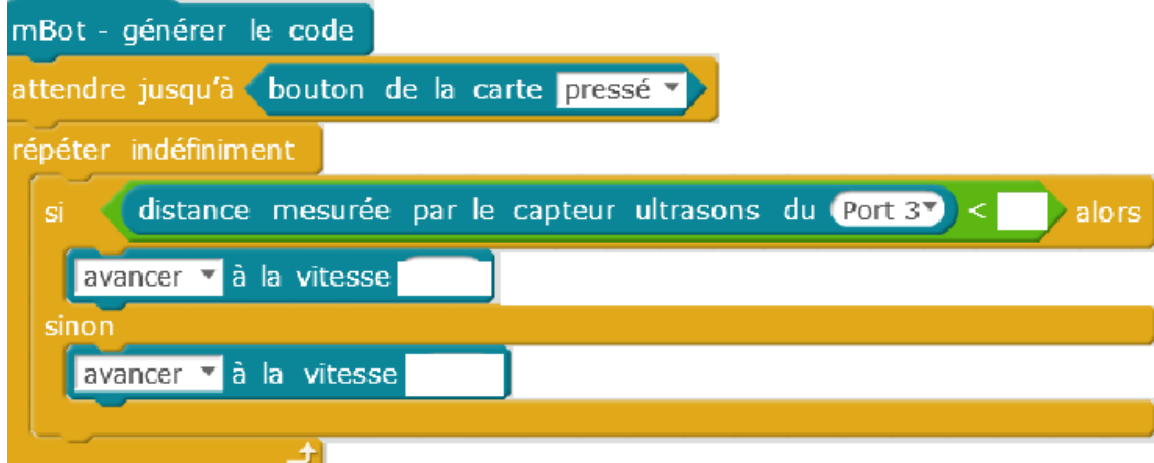 mBot - générer le code
attendre jusqu'à bouton de la carte pressé
répéter indéfiniment
si distance mesurée par le capteur ultrasons du Port 3 < alors
avancer à la vitesse
sinon
avancer à la vitesse